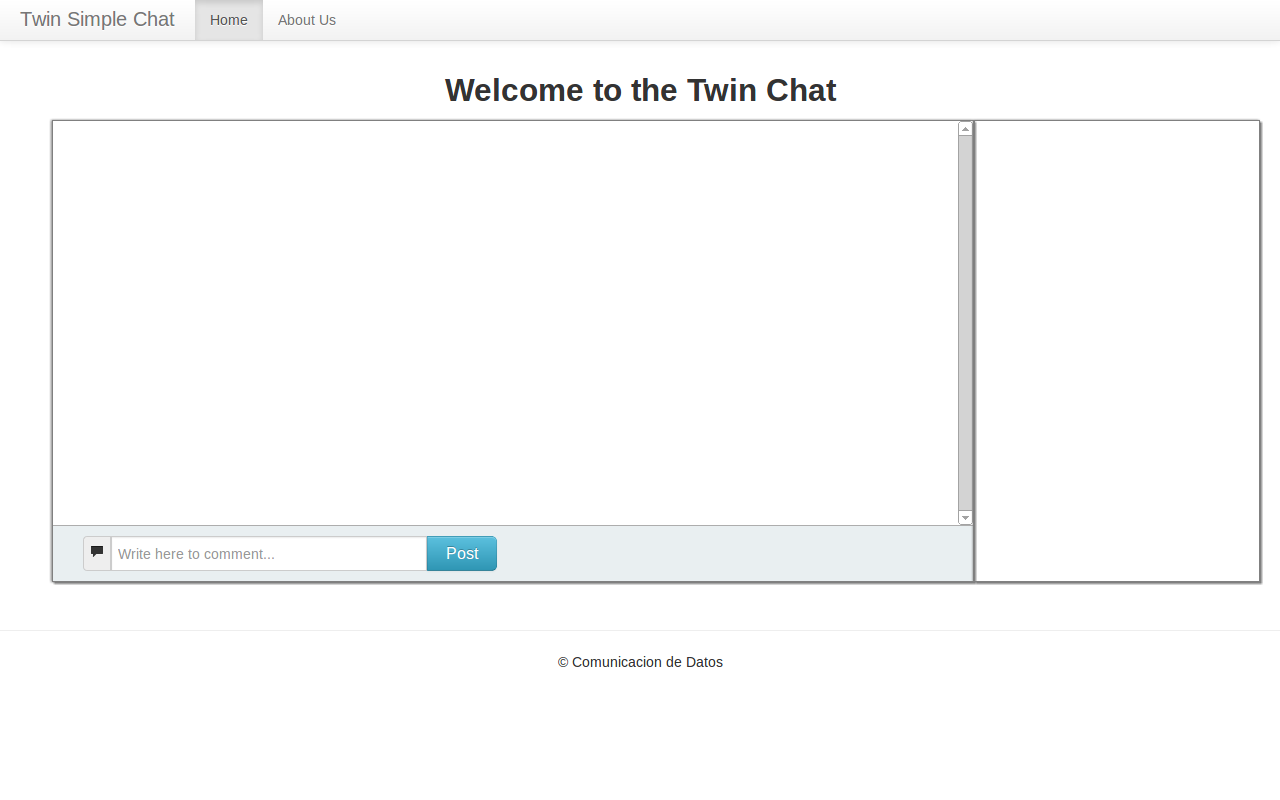 Twin Simple Chat Home About Us
Welcome to the Twin Chat
Write here to comment... Post
© Comunicacion de Datos